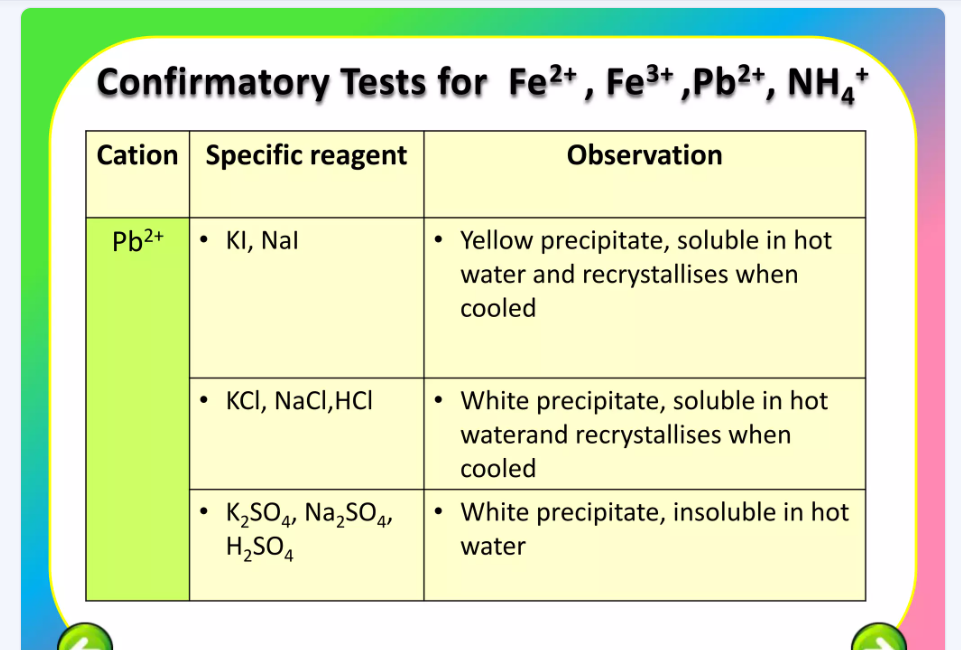 Confirmatory Tests for Fe²⁺ , Fe³⁺ ,Pb²⁺, NH₄⁺
Cation Specific reagent Observation
Pb²⁺
• KI, NaI
• Yellow precipitate, soluble in hot
water and recrystallises when
cooled
• KCl, NaCl,HCl
• White precipitate, soluble in hot
waterand recrystallises when
cooled
• K₂SO₄, Na₂SO₄,
H₂SO₄
• White precipitate, insoluble in hot
water